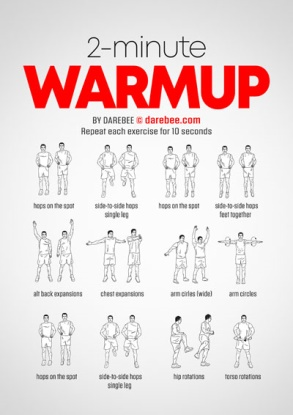 2-minute
WARMUP
BY DAREBEE © darebee.com
Repeat each exercise for 10 seconds
hops on the spot
side-to-side hops
single leg
hops on the spot
side-to-side hops
feet together
alt back expansions
chest expansions
arm cirles (wide)
arm circles
hops on the spot
side-to-side hops
single leg
hip rotations
torso rotations